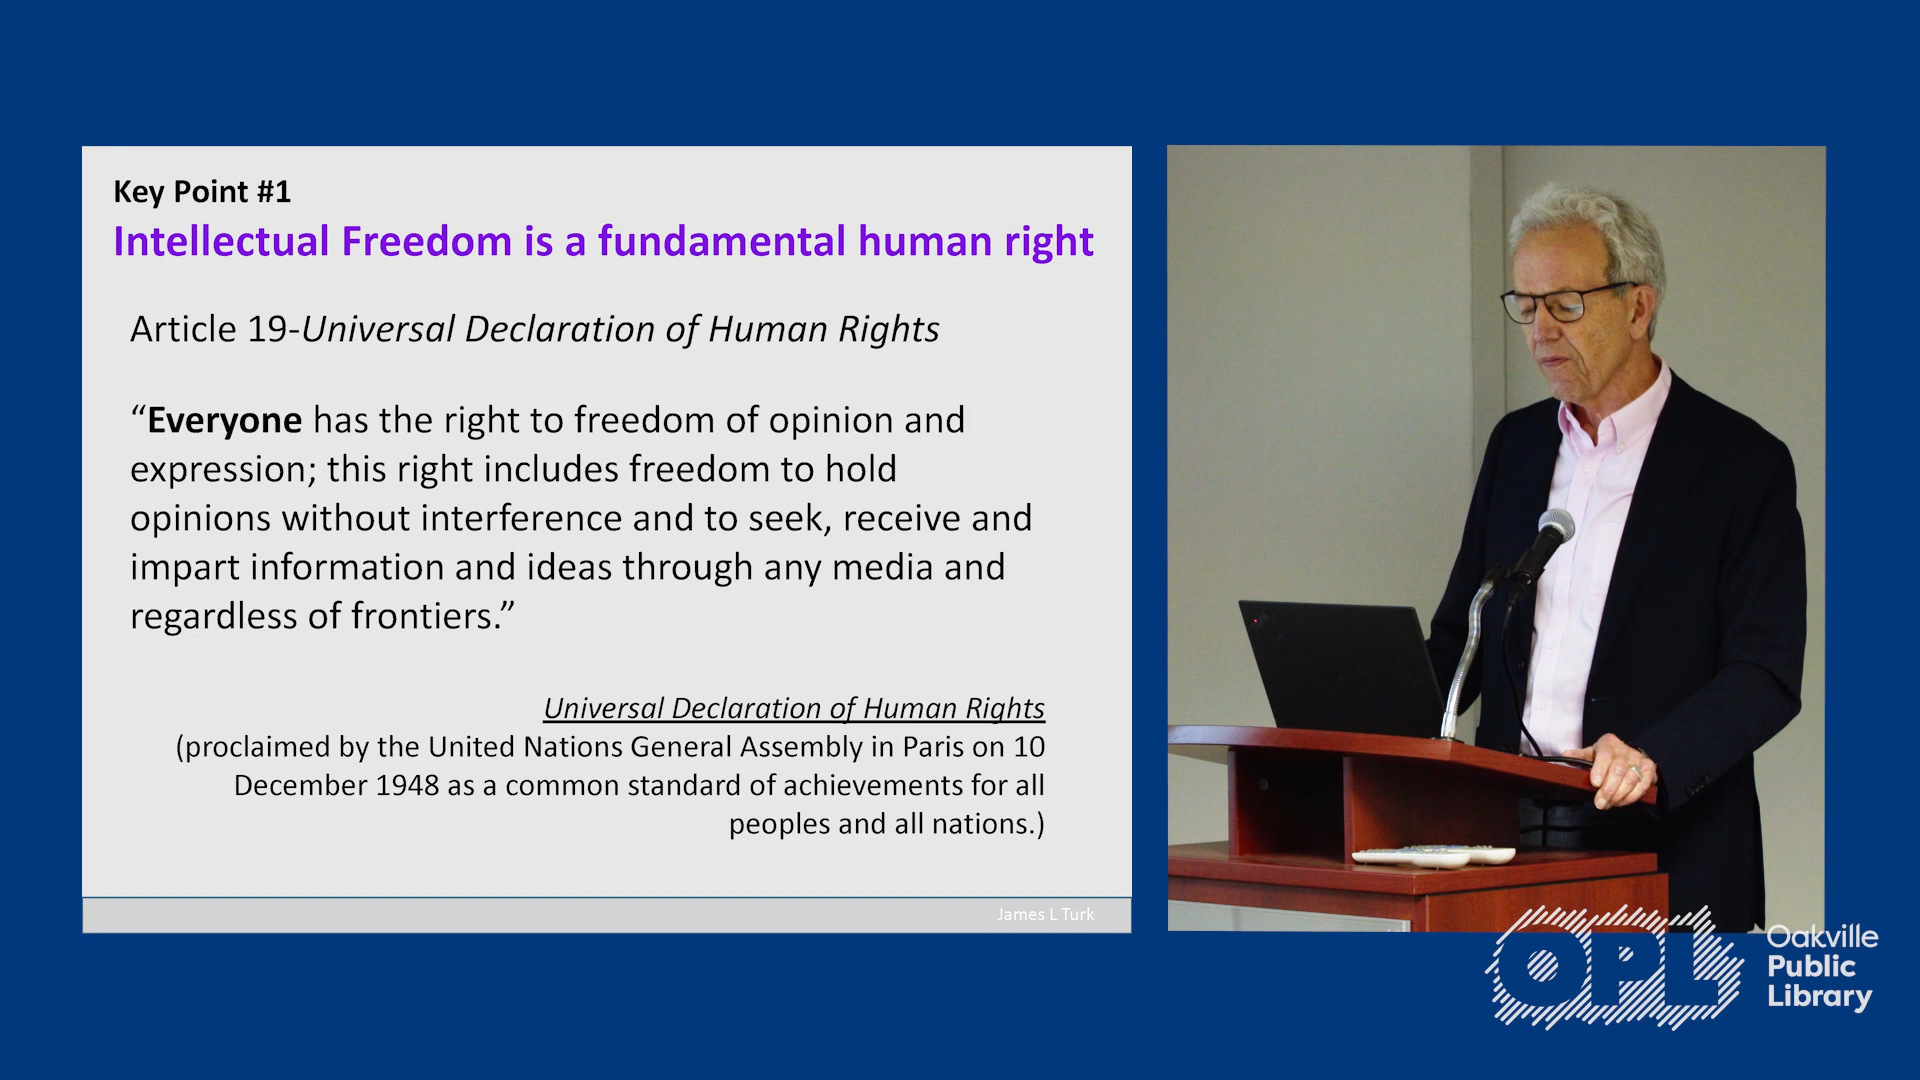 Key Point #1
Intellectual Freedom is a fundamental human right
Article 19-Universal Declaration of Human Rights
“Everyone has the right to freedom of opinion and
expression; this right includes freedom to hold
opinions without interference and to seek, receive and
impart information and ideas through any media and
regardless of frontiers.”
Universal Declaration of Human Rights
(proclaimed by the United Nations General Assembly in Paris on 10
December 1948 as a common standard of achievements for all
peoples and all nations.)
James L Turk
OPL
Oakville
Public
Library